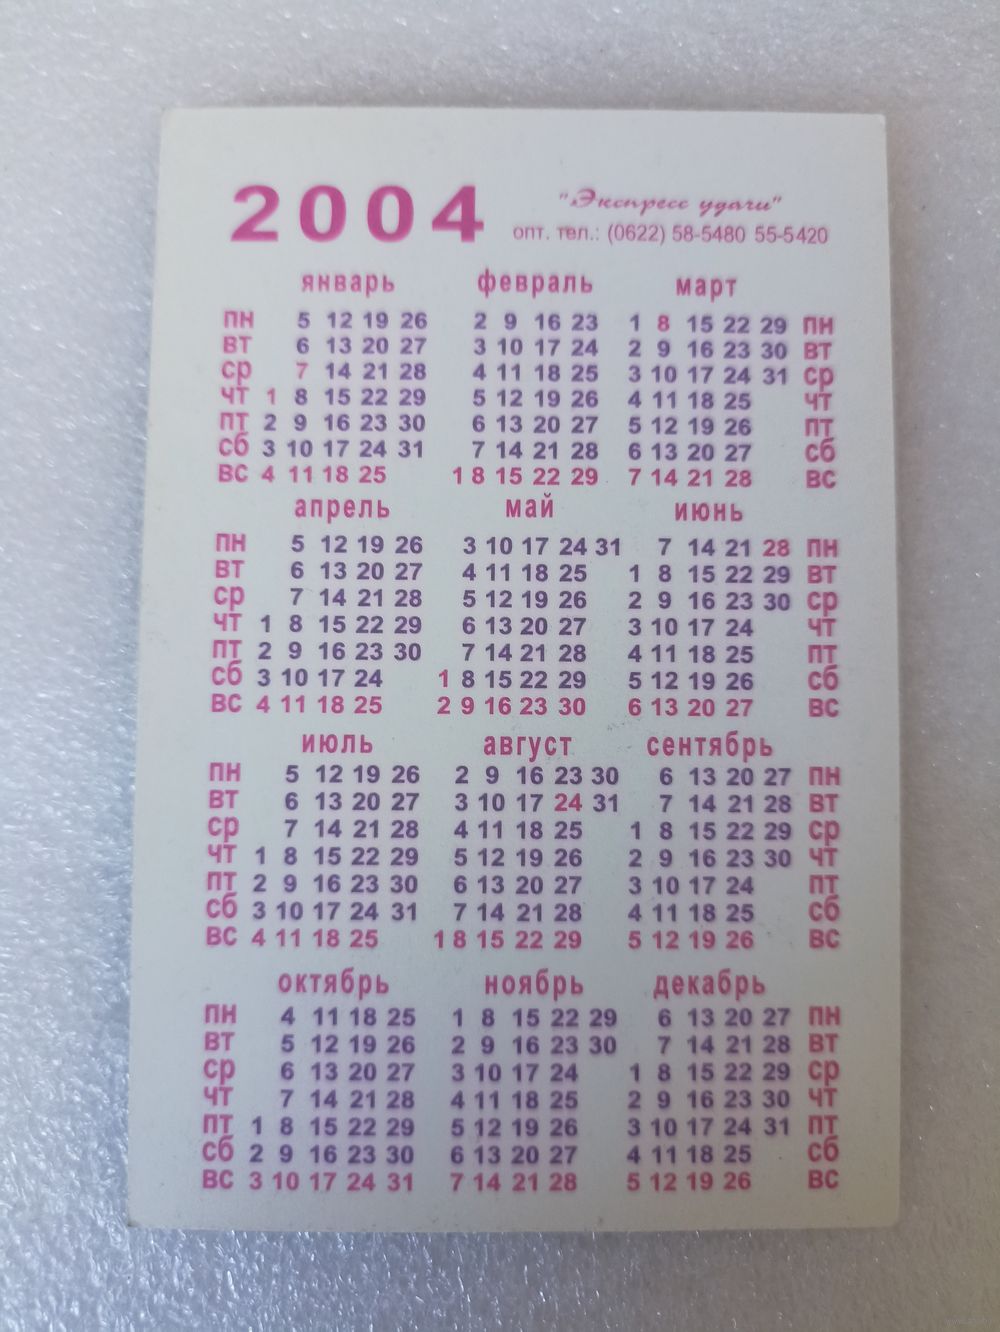 2004
"Экспресс удачи"
опт. тел.: (0622) 58-5480 55-5420
январь февраль март
пн 5 12 19 26 2 9 16 23 1 8 15 22 29 пн
вт 6 13 20 27 3 10 17 24 2 9 16 23 30 вт
ср 7 14 21 28 4 11 18 25 3 10 17 24 31 ср
чт 1 8 15 22 29 5 12 19 26 4 11 18 25 чт
пт 2 9 16 23 30 6 13 20 27 5 12 19 26 пт
сб 3 10 17 24 31 7 14 21 28 6 13 20 27 сб
вс 4 11 18 25 1 8 15 22 29 7 14 21 28 вс
апрель май июнь
пн 5 12 19 26 3 10 17 24 31 7 14 21 28 пн
вт 6 13 20 27 4 11 18 25 1 8 15 22 29 вт
ср 7 14 21 28 5 12 19 26 2 9 16 23 30 ср
чт 1 8 15 22 29 6 13 20 27 3 10 17 24 чт
пт 2 9 16 23 30 7 14 21 28 4 11 18 25 пт
сб 3 10 17 24 1 8 15 22 29 5 12 19 26 сб
вс 4 11 18 25 2 9 16 23 30 6 13 20 27 вс
июль август сентябрь
пн 5 12 19 26 2 9 16 23 30 6 13 20 27 пн
вт 6 13 20 27 3 10 17 24 31 7 14 21 28 вт
ср 7 14 21 28 4 11 18 25 1 8 15 22 29 ср
чт 1 8 15 22 29 5 12 19 26 2 9 16 23 30 чт
пт 2 9 16 23 30 6 13 20 27 3 10 17 24 пт
сб 3 10 17 24 31 7 14 21 28 4 11 18 25 сб
вс 4 11 18 25 1 8 15 22 29 5 12 19 26 вс
октябрь ноябрь декабрь
пн 4 11 18 25 1 8 15 22 29 6 13 20 27 пн
вт 5 12 19 26 2 9 16 23 30 7 14 21 28 вт
ср 6 13 20 27 3 10 17 24 1 8 15 22 29 ср
чт 7 14 21 28 4 11 18 25 2 9 16 23 30 чт
пт 1 8 15 22 29 5 12 19 26 3 10 17 24 31 пт
сб 2 9 16 23 30 6 13 20 27 4 11 18 25 сб
вс 3 10 17 24 31 7 14 21 28 5 12 19 26 вс